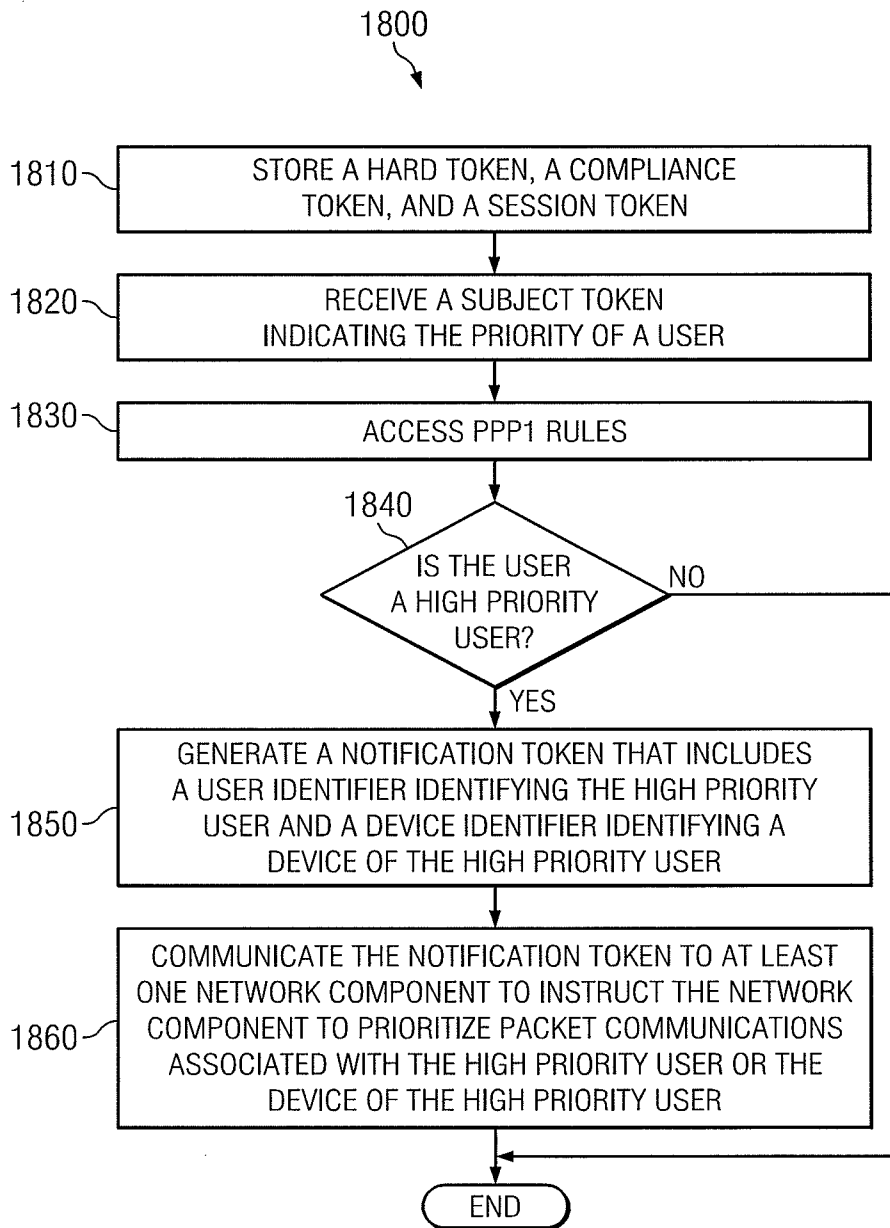 1800
1810
STORE A HARD TOKEN, A COMPLIANCE
TOKEN, AND A SESSION TOKEN
1820
RECEIVE A SUBJECT TOKEN
INDICATING THE PRIORITY OF A USER
1830
ACCESS PPP1 RULES
1840
IS THE USER
A HIGH PRIORITY
USER?
NO
YES
1850
GENERATE A NOTIFICATION TOKEN THAT INCLUDES
A USER IDENTIFIER IDENTIFYING THE HIGH PRIORITY
USER AND A DEVICE IDENTIFIER IDENTIFYING A
DEVICE OF THE HIGH PRIORITY USER
1860
COMMUNICATE THE NOTIFICATION TOKEN TO AT LEAST
ONE NETWORK COMPONENT TO INSTRUCT THE NETWORK
COMPONENT TO PRIORITIZE PACKET COMMUNICATIONS
ASSOCIATED WITH THE HIGH PRIORITY USER OR THE
DEVICE OF THE HIGH PRIORITY USER
END